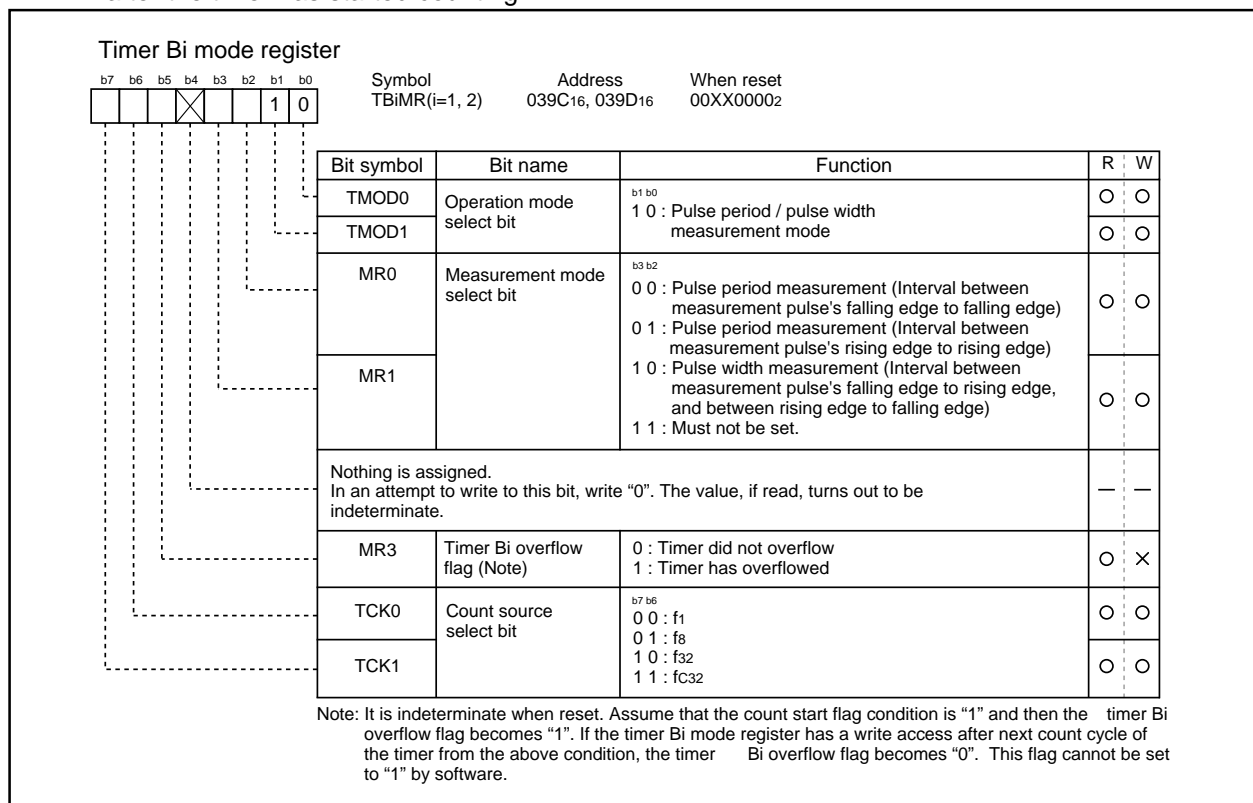 Timer Bi mode register
b7 b6 b5 b4 b3 b2 b1 b0
1 0
Symbol Address When reset
TBiMR(i=1, 2) 039C16, 039D16 00XX00002
Bit symbol Bit name Function R W
TMOD0 Operation mode select bit
b1 b0
1 0 : Pulse period / pulse width
measurement mode
TMOD1
MR0 Measurement mode select bit
b3 b2
0 0 : Pulse period measurement (Interval between
measurement pulse's falling edge to falling edge)
0 1 : Pulse period measurement (Interval between
measurement pulse's rising edge to rising edge)
1 0 : Pulse width measurement (Interval between
measurement pulse's falling edge to rising edge,
and between rising edge to falling edge)
1 1 : Must not be set.
MR1
Nothing is assigned.
In an attempt to write to this bit, write “0”. The value, if read, turns out to be
indeterminate.
MR3 Timer Bi overflow flag (Note)
0 : Timer did not overflow
1 : Timer has overflowed
TCK0 Count source select bit
b7 b6
0 0 : f1
0 1 : f8
1 0 : f32
1 1 : fC32
TCK1
Note: It is indeterminate when reset. Assume that the count start flag condition is “1” and then the timer Bi
overflow flag becomes “1”. If the timer Bi mode register has a write access after next count cycle of
the timer from the above condition, the timer Bi overflow flag becomes “0”. This flag cannot be set
to “1” by software.